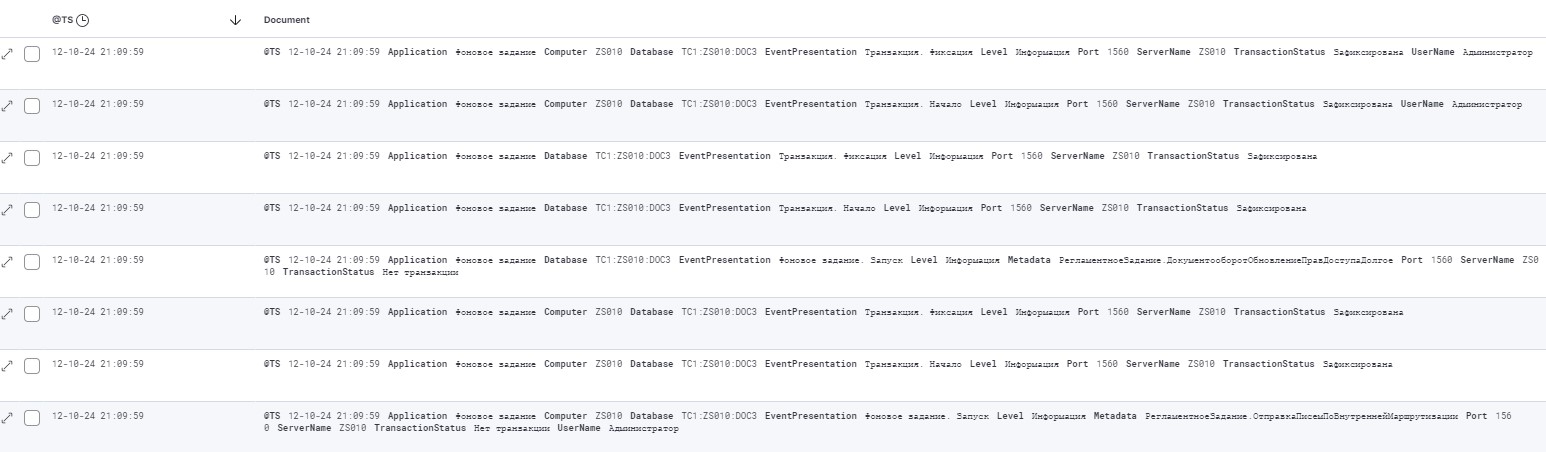 @TS Document
12-10-24 21:09:59 @TS 12-10-24 21:09:59 Application Фоновое задание Computer ZS010 Database TC1:ZS010:DOC3 EventPresentation Транзакция. Фиксация Level Информация Port 1560 ServerName ZS010 TransactionStatus Зафиксирована UserName Администратор
12-10-24 21:09:59 @TS 12-10-24 21:09:59 Application Фоновое задание Computer ZS010 Database TC1:ZS010:DOC3 EventPresentation Транзакция. Начало Level Информация Port 1560 ServerName ZS010 TransactionStatus Зафиксирована UserName Администратор
12-10-24 21:09:59 @TS 12-10-24 21:09:59 Application Фоновое задание Database TC1:ZS010:DOC3 EventPresentation Транзакция. Фиксация Level Информация Port 1560 ServerName ZS010 TransactionStatus Зафиксирована
12-10-24 21:09:59 @TS 12-10-24 21:09:59 Application Фоновое задание Database TC1:ZS010:DOC3 EventPresentation Транзакция. Начало Level Информация Port 1560 ServerName ZS010 TransactionStatus Зафиксирована
12-10-24 21:09:59 @TS 12-10-24 21:09:59 Application Фоновое задание Database TC1:ZS010:DOC3 EventPresentation Фоновое задание. Запуск Level Информация Metadata РегламентноеЗадание.ДокументооборотОбновлениеПравДоступаДолгое Port 1560 ServerName ZS0
10 TransactionStatus Нет транзакции
12-10-24 21:09:59 @TS 12-10-24 21:09:59 Application Фоновое задание Computer ZS010 Database TC1:ZS010:DOC3 EventPresentation Транзакция. Фиксация Level Информация Port 1560 ServerName ZS010 TransactionStatus Зафиксирована
12-10-24 21:09:59 @TS 12-10-24 21:09:59 Application Фоновое задание Computer ZS010 Database TC1:ZS010:DOC3 EventPresentation Транзакция. Начало Level Информация Port 1560 ServerName ZS010 TransactionStatus Зафиксирована
12-10-24 21:09:59 @TS 12-10-24 21:09:59 Application Фоновое задание Computer ZS010 Database TC1:ZS010:DOC3 EventPresentation Фоновое задание. Запуск Level Информация Metadata РегламентноеЗадание.ОтправкаПисемПоВнутреннейМаршрутизации Port 156
0 ServerName ZS010 TransactionStatus Нет транзакции UserName Администратор